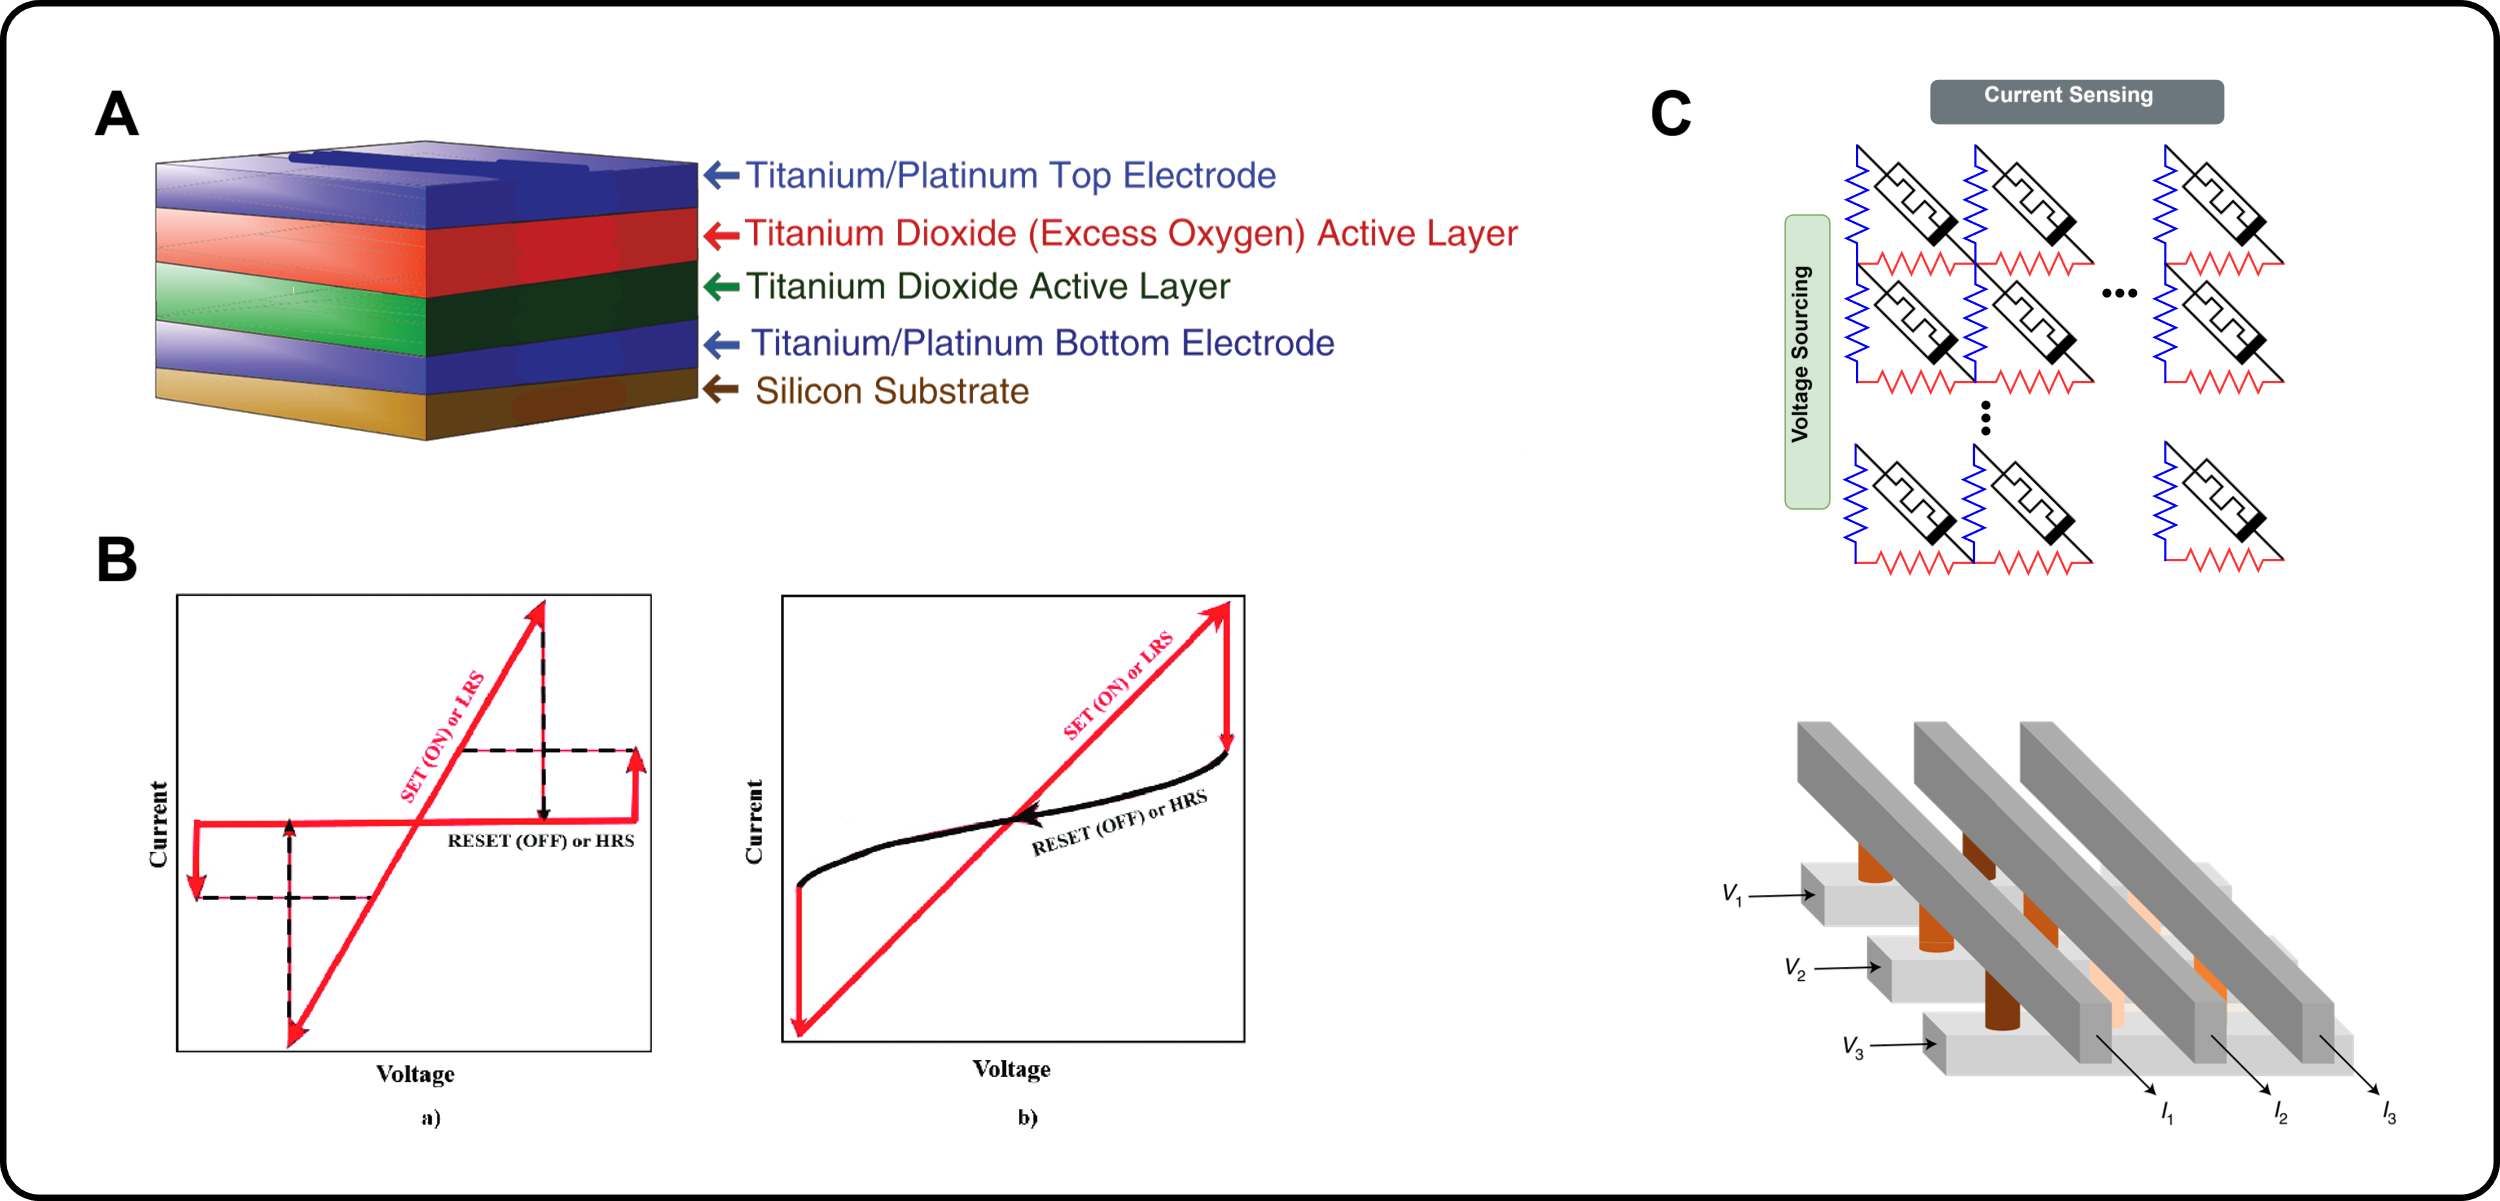 A
Titanium/Platinum Top Electrode
Titanium Dioxide (Excess Oxygen) Active Layer
Titanium Dioxide Active Layer
Titanium/Platinum Bottom Electrode
Silicon Substrate
B
Current
SET (ON) or LRS
RESET (OFF) or HRS
Voltage
a)
Current
SET (ON) or LRS
RESET (OFF) or HRS
Voltage
b)
C
Current Sensing
Voltage Sourcing
V1
V2
V3
I1
I2
I3